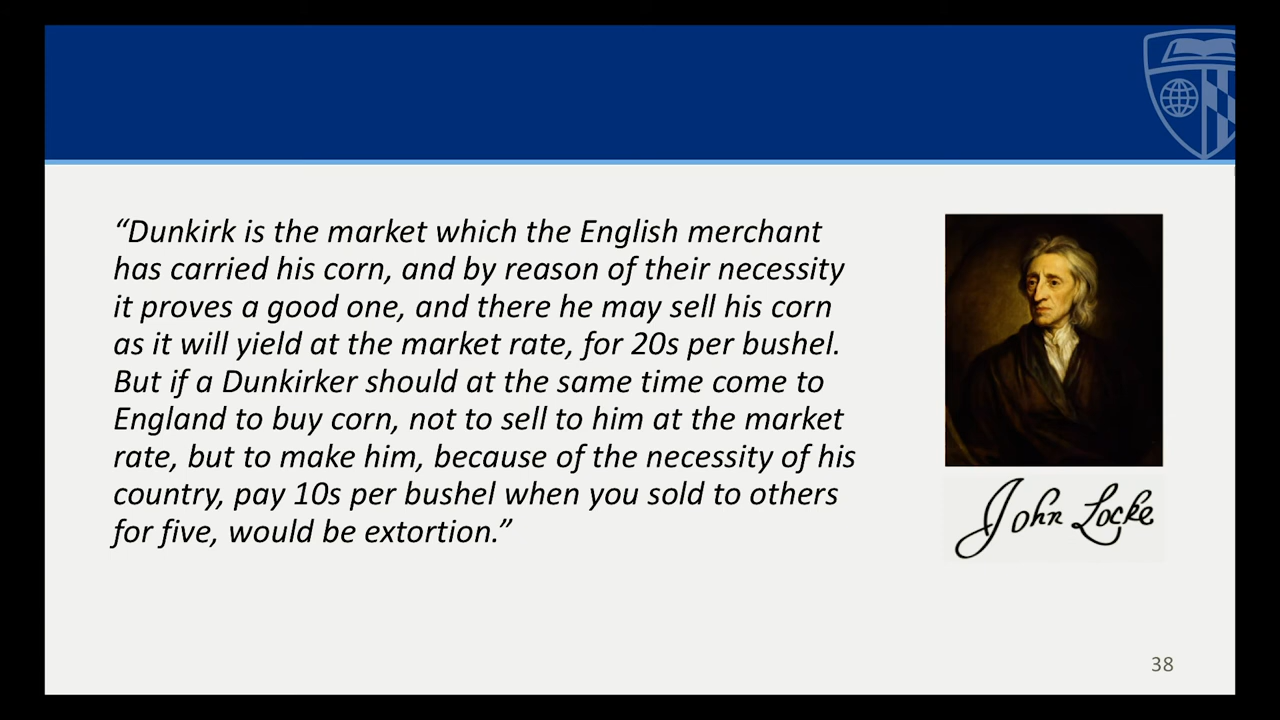 “Dunkirk is the market which the English merchant
has carried his corn, and by reason of their necessity
it proves a good one, and there he may sell his corn
as it will yield at the market rate, for 20s per bushel.
But if a Dunkirker should at the same time come to
England to buy corn, not to sell to him at the market
rate, but to make him, because of the necessity of his
country, pay 10s per bushel when you sold to others
for five, would be extortion.”
John Locke
38